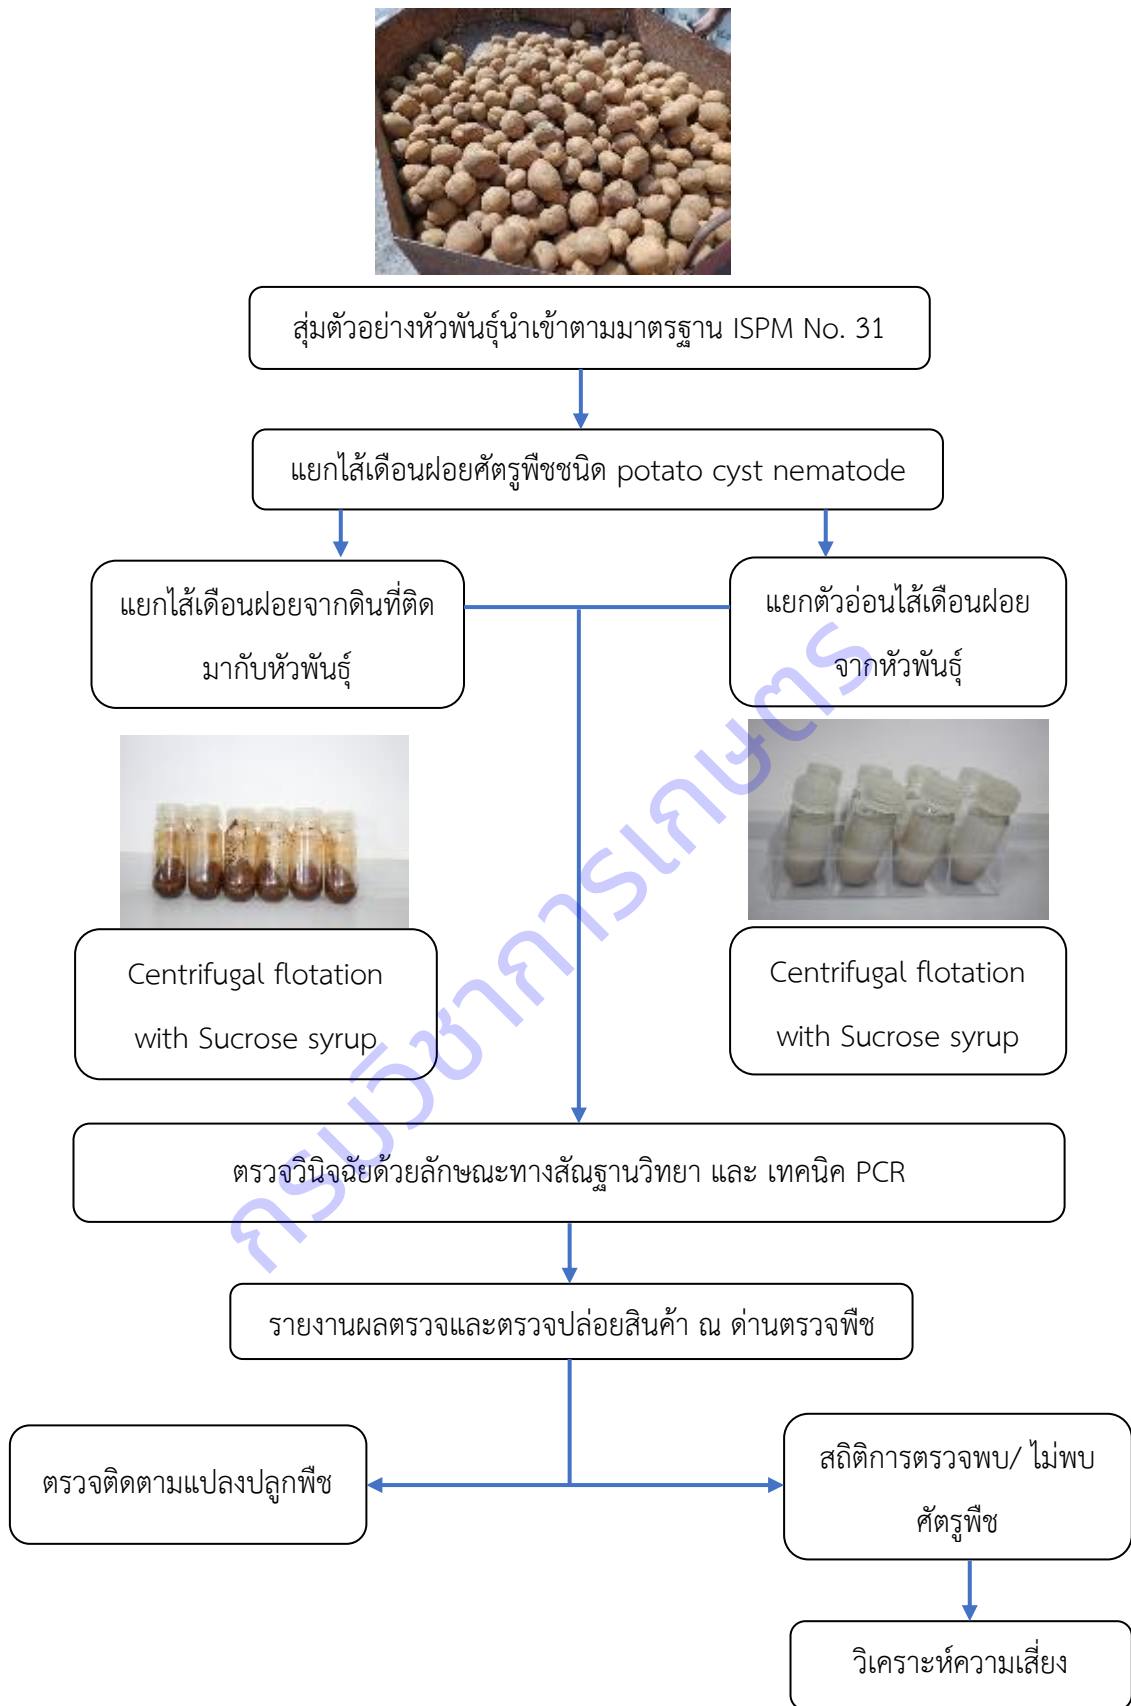 สุ่มตัวอย่างหัวพันธุ์นำเข้าตามมาตรฐาน ISPM No. 31
แยกไส้เดือนฝอยศัตรูพืชชนิด potato cyst nematode
แยกไส้เดือนฝอยจากดินที่ติด
มากับหัวพันธุ์
แยกตัวอ่อนไส้เดือนฝอย
จากหัวพันธุ์
Centrifugal flotation
with Sucrose syrup
Centrifugal flotation
with Sucrose syrup
ตรวจวินิจฉัยด้วยลักษณะทางสัณฐานวิทยา และ เทคนิค PCR
รายงานผลตรวจและตรวจปล่อยสินค้า ณ ด่านตรวจพืช
ตรวจติดตามแปลงปลูกพืช
สถิติการตรวจพบ/ ไม่พบ
ศัตรูพืช
วิเคราะห์ความเสี่ยง
กรมวิชาการเกษตร